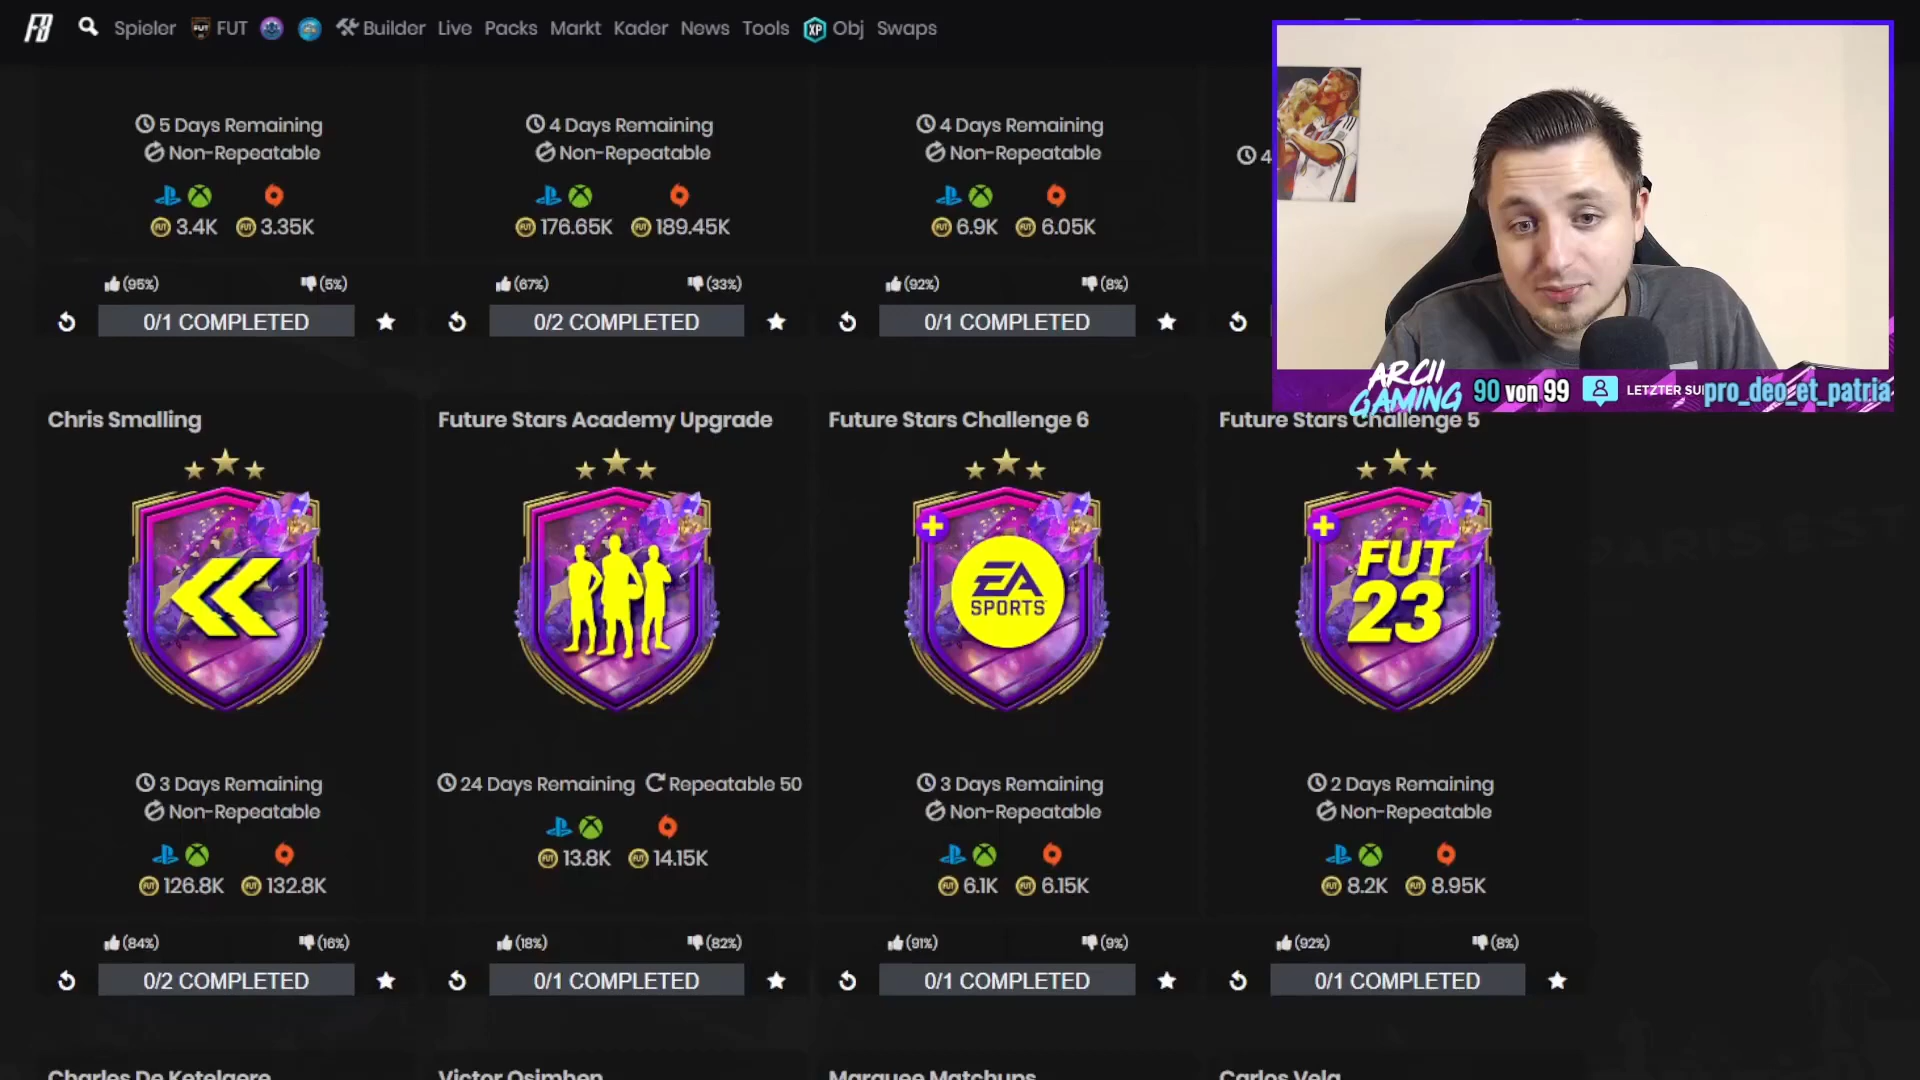 FB Spieler FUT Builder Live Packs Markt Kader News Tools XP Obj Swaps
5 Days Remaining
Non-Repeatable
3.4K 3.35K
(95%) (5%)
0/1 COMPLETED
4 Days Remaining
Non-Repeatable
176.65K 189.45K
(67%) (33%)
0/2 COMPLETED
4 Days Remaining
Non-Repeatable
6.9K 6.05K
(92%) (8%)
0/1 COMPLETED
4
ARCII
GAMING
90 von 99
LETZTER SU
pro_deo_et_patria
Chris Smalling
3 Days Remaining
Non-Repeatable
126.8K 132.8K
(84%) (16%)
0/2 COMPLETED
Future Stars Academy Upgrade
24 Days Remaining Repeatable 50
13.8K 14.15K
(18%) (82%)
0/1 COMPLETED
Future Stars Challenge 6
EA
SPORTS
3 Days Remaining
Non-Repeatable
6.1K 6.15K
(91%) (9%)
0/1 COMPLETED
Future Stars Challenge 5
FUT
23
2 Days Remaining
Non-Repeatable
8.2K 8.95K
(92%) (8%)
0/1 COMPLETED
Charles De Ketelaere
Victor Osimhen
Marquee Matchups
Carlos Vela